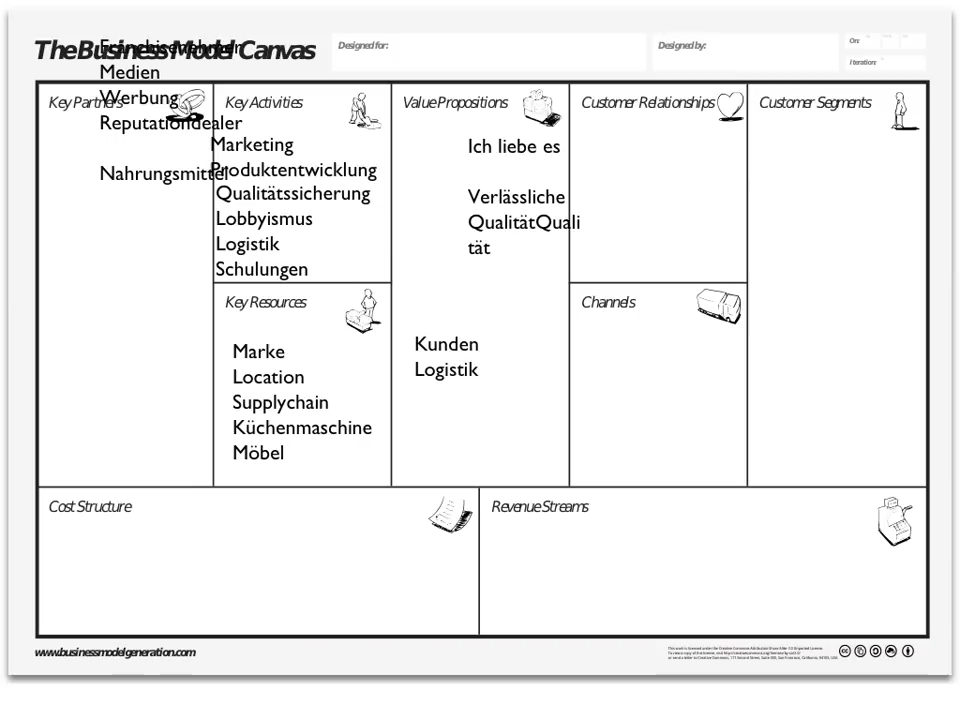 Franchisenehmer
The Business Model Canvas
Designed for:
Designed by:
On:
Iteration:
Medien
Werbung
Reputationdealer
Nahrungsmittel
Key Partners
Key Activities
Marketing
Produktentwicklung
Qualitätssicherung
Lobbyismus
Logistik
Schulungen
Key Resources
Marke
Location
Supplychain
Küchenmaschine
Möbel
Value Propositions
Ich liebe es
Verlässliche
QualitätQuali
tät
Kunden
Logistik
Customer Relationships
Channels
Customer Segments
Cost Structure
Revenue Streams
www.businessmodelgeneration.com